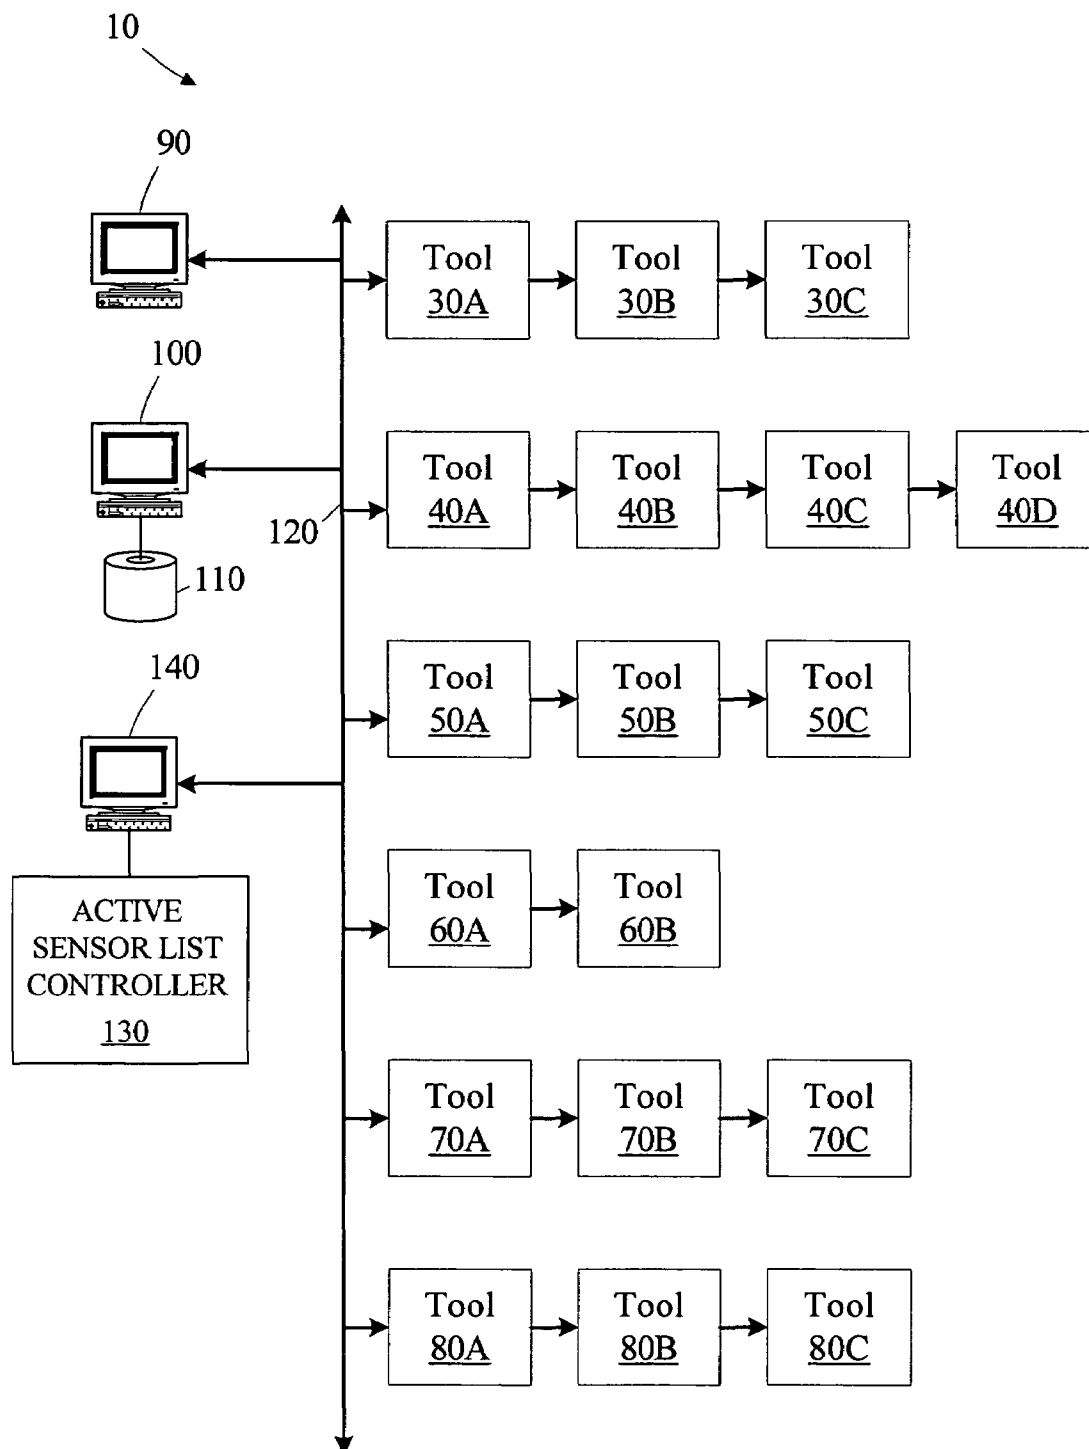 10
90
Tool
30A
Tool
30B
Tool
30C
100
Tool
40A
Tool
40B
Tool
40C
Tool
40D
120
110
140
Tool
50A
Tool
50B
Tool
50C
Tool
60A
Tool
60B
ACTIVE
SENSOR LIST
CONTROLLER
130
Tool
70A
Tool
70B
Tool
70C
Tool
80A
Tool
80B
Tool
80C